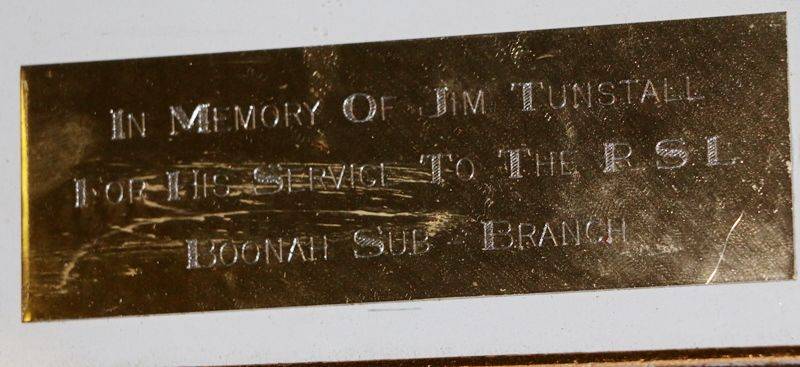 In Memory Of Jim Tunstall
For His Service To The R.S.L.
Boonah Sub-Branch